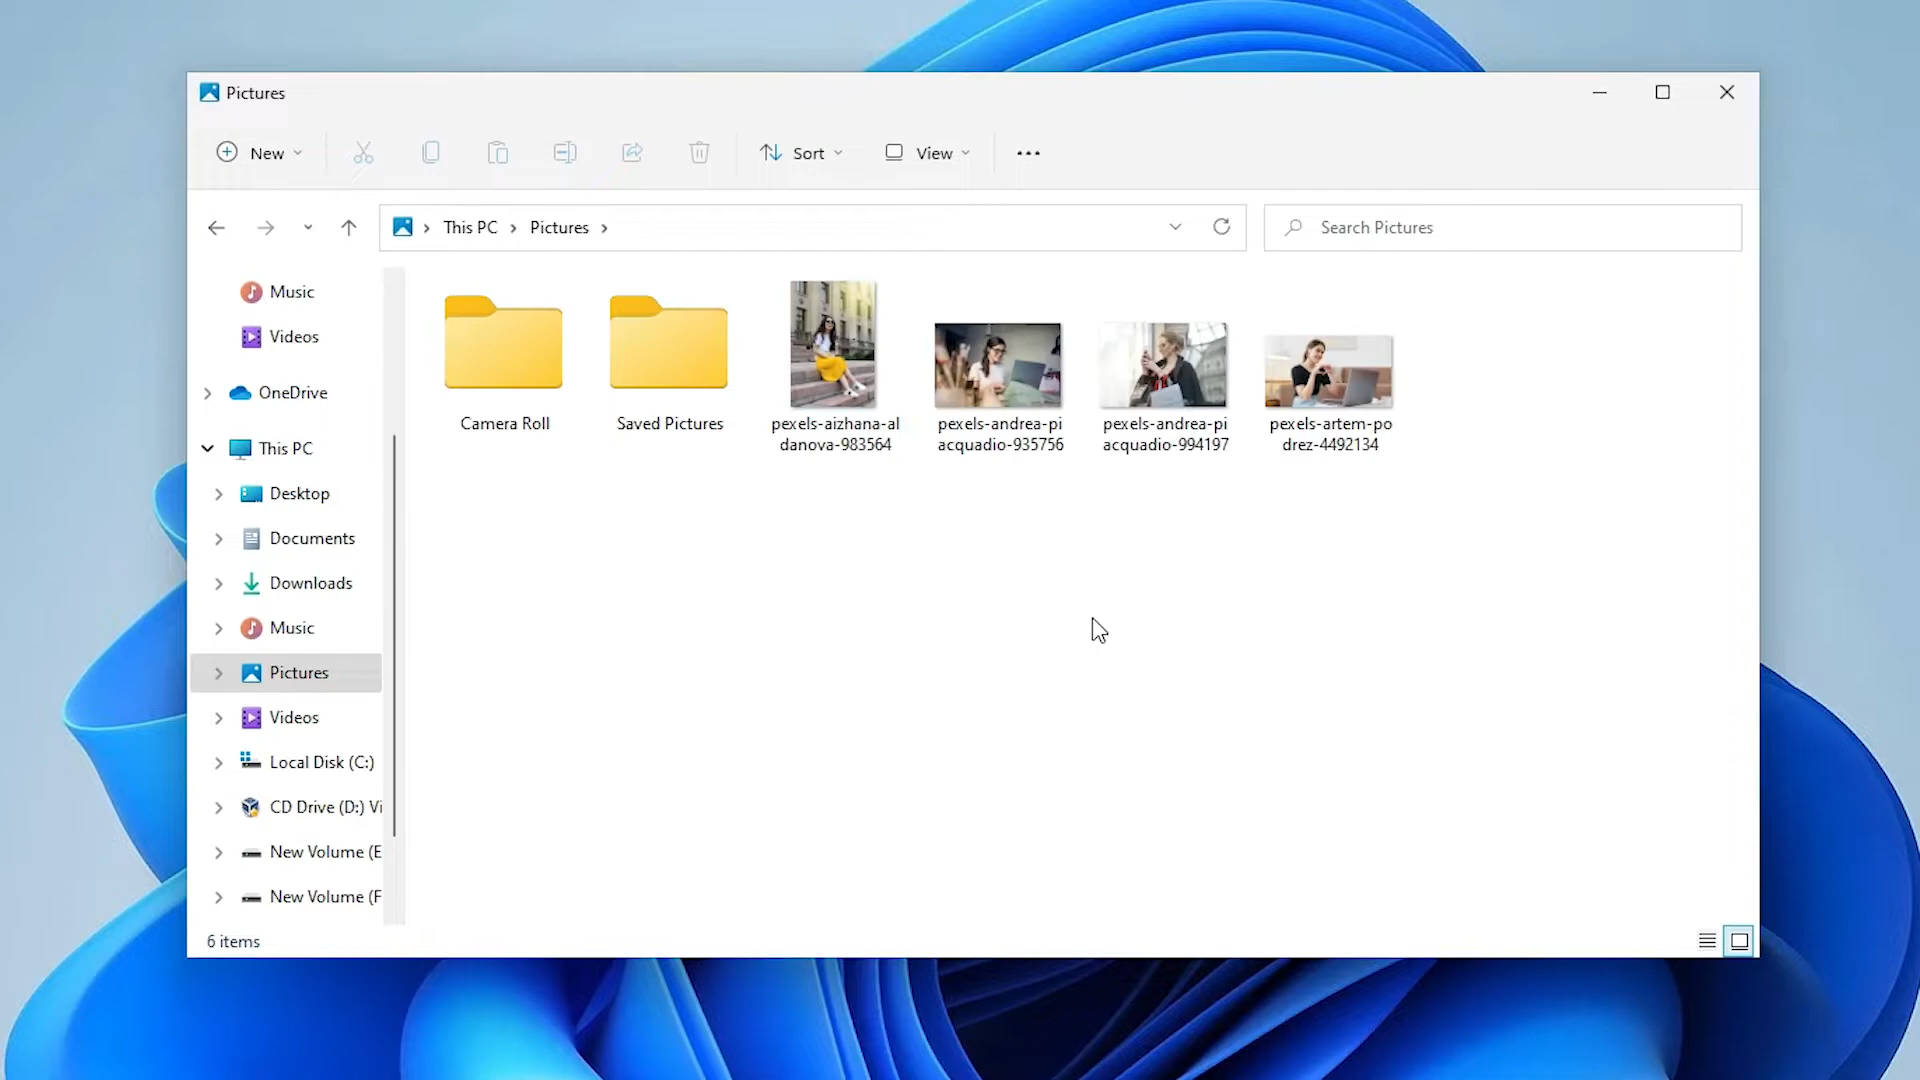 Pictures
New
Sort
View
This PC
Pictures
Search Pictures
Music
Videos
OneDrive
This PC
Desktop
Documents
Downloads
Music
Pictures
Videos
Local Disk (C:)
CD Drive (D:) Vi
New Volume (E
New Volume (F
Camera Roll
Saved Pictures
pexels-aizhana-al
danova-983564
pexels-andrea-pi
acquadio-935756
pexels-andrea-pi
acquadio-994197
pexels-artem-po
drez-4492134
6 items